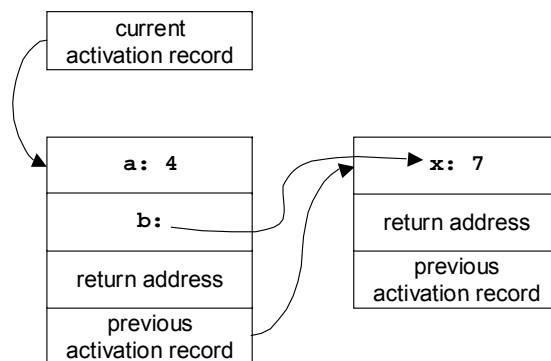 current
activation record
a: 4
b:
return address
previous
activation record
x: 7
return address
previous
activation record